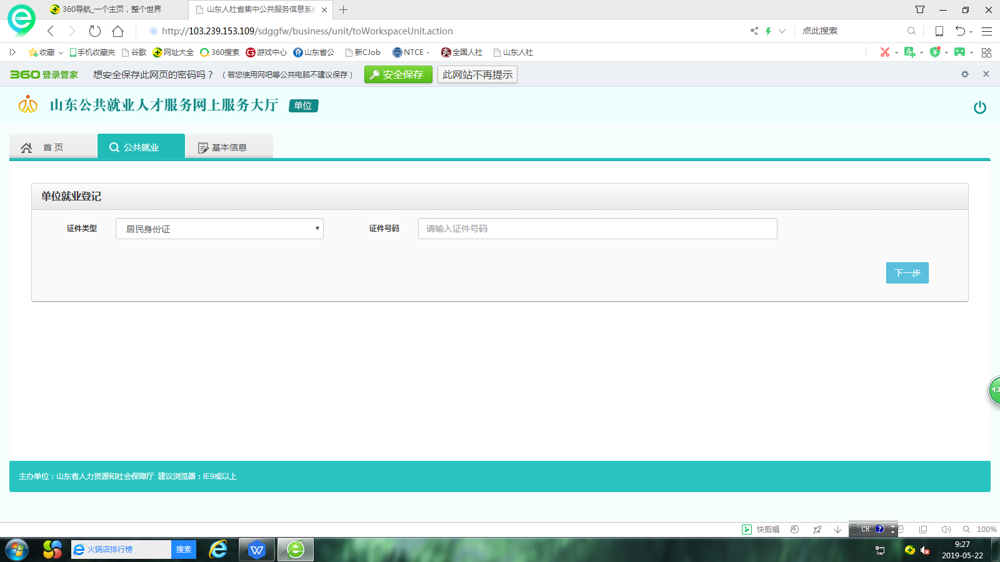 360导航_一个主页，整个世界
山东人社省集中公共服务信息系
http://103.239.153.109/sdggfw/business/unit/toWorkspaceUnit.action
点此搜索
收藏 手机收藏夹 谷歌 网址大全 360搜索 游戏中心 山东省公 新CJob NTCE - 全国人社 山东人社
360登录管家 想安全保存此网页的密码吗？（若您使用网吧等公共电脑不建议保存） 安全保存 此网站不再提示
山东公共就业人才服务网上服务大厅 单位
首 页 公共就业 基本信息
单位就业登记
证件类型 居民身份证 证件号码 请输入证件号码
下一步
43
主办单位：山东省人力资源和社会保障厅 建议浏览器：IE9或以上
快剪辑 CH 100%
火锅店排行榜 搜索
9:27
2019-05-22